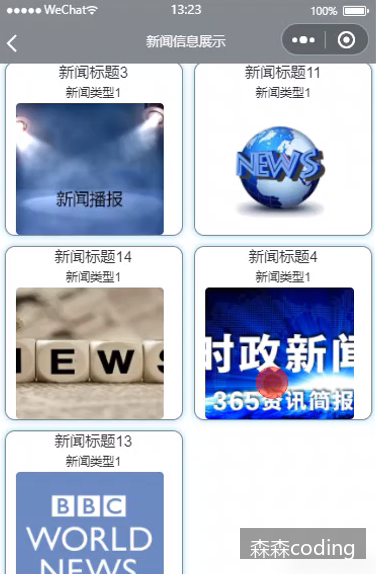 WeChat
13:23
100%
新闻信息展示
新闻标题3
新闻类型1
新闻播报
新闻标题11
新闻类型1
NEWS
新闻标题14
新闻类型1
NEWS
新闻标题4
新闻类型1
时政新闻
365资讯简报
新闻标题13
新闻类型1
BBC
WORLD
NEWS
森森coding